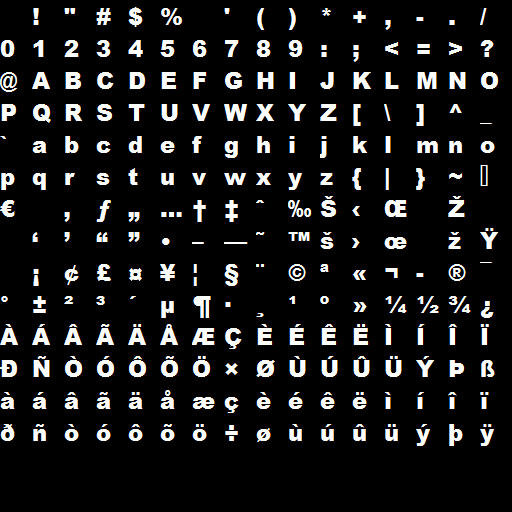 ! " # $ % ' ( ) * + , - . /
0 1 2 3 4 5 6 7 8 9 : ; < = > ?
@ A B C D E F G H I J K L M N O
P Q R S T U V W X Y Z [ \ ] ^ _
` a b c d e f g h i j k l m n o
p q r s t u v w x y z { | } ~ ▯
€ ‚ ƒ „ … † ‡ ˆ ‰ Š ‹ Œ Ž
‘ ’ “ ” • – — ˜ ™ š › œ ž Ÿ
¡ ¢ £ ¤ ¥ ¦ § ¨ © ª « ¬ - ® ¯
° ± ² ³ ´ µ ¶ · ¸ ¹ º » ¼ ½ ¾ ¿
À Á Â Ã Ä Å Æ Ç È É Ê Ë Ì Í Î Ï
Ð Ñ Ò Ó Ô Õ Ö × Ø Ù Ú Û Ü Ý Þ ß
à á â ã ä å æ ç è é ê ë ì í î ï
ð ñ ò ó ô õ ö ÷ ø ù ú û ü ý þ ÿ